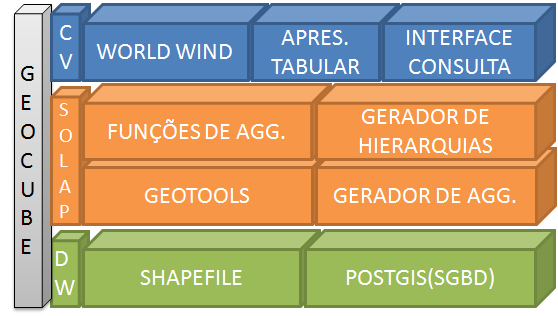 GEOCUBE
CV
WORLD WIND
APRES.
TABULAR
INTERFACE
CONSULTA
SOLAP
FUNÇÕES DE AGG.
GERADOR DE
HIERARQUIAS
GEOTOOLS
GERADOR DE AGG.
DW
SHAPEFILE
POSTGIS(SGBD)